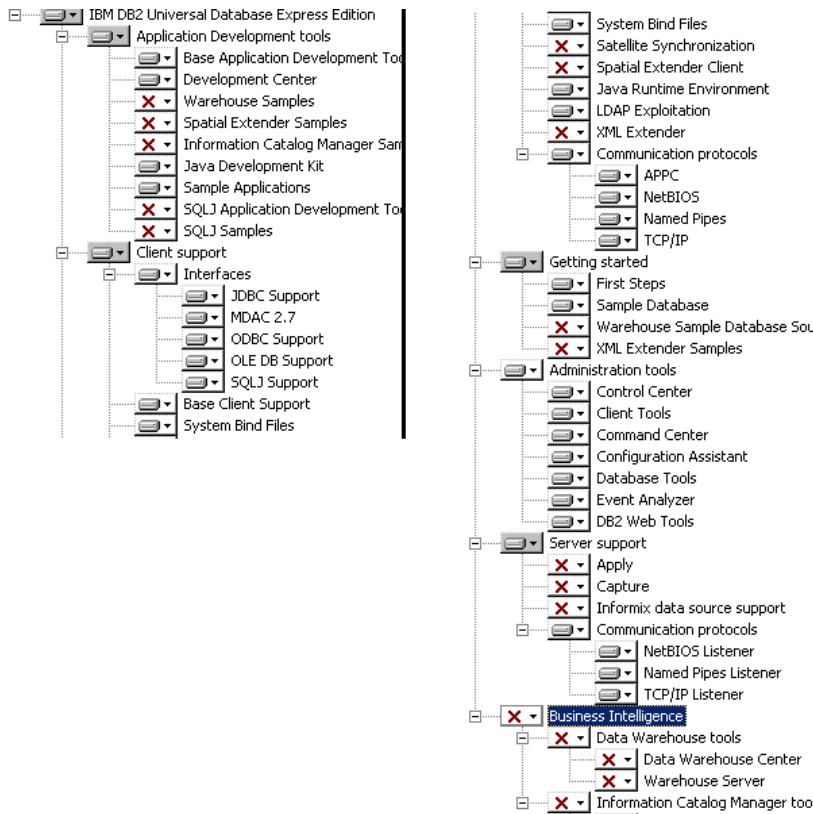 IBM DB2 Universal Database Express Edition
Application Development tools
Base Application Development Too
Development Center
Warehouse Samples
Spatial Extender Samples
Information Catalog Manager Sam
Java Development Kit
Sample Applications
SQLJ Application Development Too
SQLJ Samples
Client support
Interfaces
JDBC Support
MDAC 2.7
ODBC Support
OLE DB Support
SQLJ Support
Base Client Support
System Bind Files
System Bind Files
Satellite Synchronization
Spatial Extender Client
Java Runtime Environment
LDAP Exploitation
XML Extender
Communication protocols
APPC
NetBIOS
Named Pipes
TCP/IP
Getting started
First Steps
Sample Database
Warehouse Sample Database Sou
XML Extender Samples
Administration tools
Control Center
Client Tools
Command Center
Configuration Assistant
Database Tools
Event Analyzer
DB2 Web Tools
Server support
Apply
Capture
Informix data source support
Communication protocols
NetBIOS Listener
Named Pipes Listener
TCP/IP Listener
Business Intelligence
Data Warehouse tools
Data Warehouse Center
Warehouse Server
Information Catalog Manager too